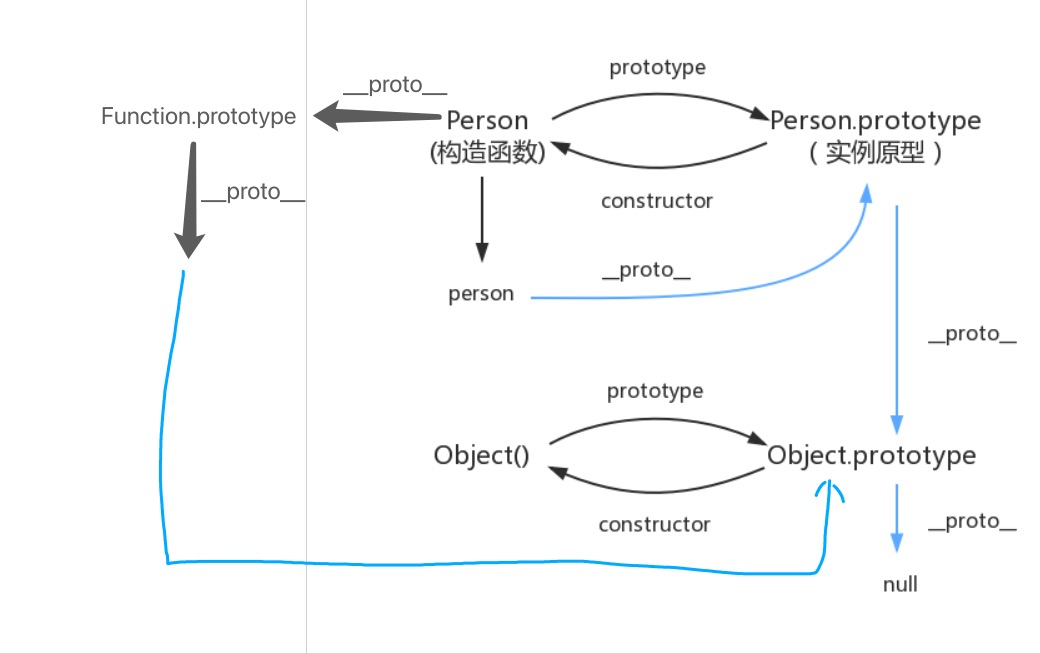 prototype
__proto__
Function.prototype
Person
Person.prototype
(构造函数)
( 实例原型 )
__proto__
constructor
__proto__
person
__proto__
prototype
Object()
Object.prototype
constructor
__proto__
null